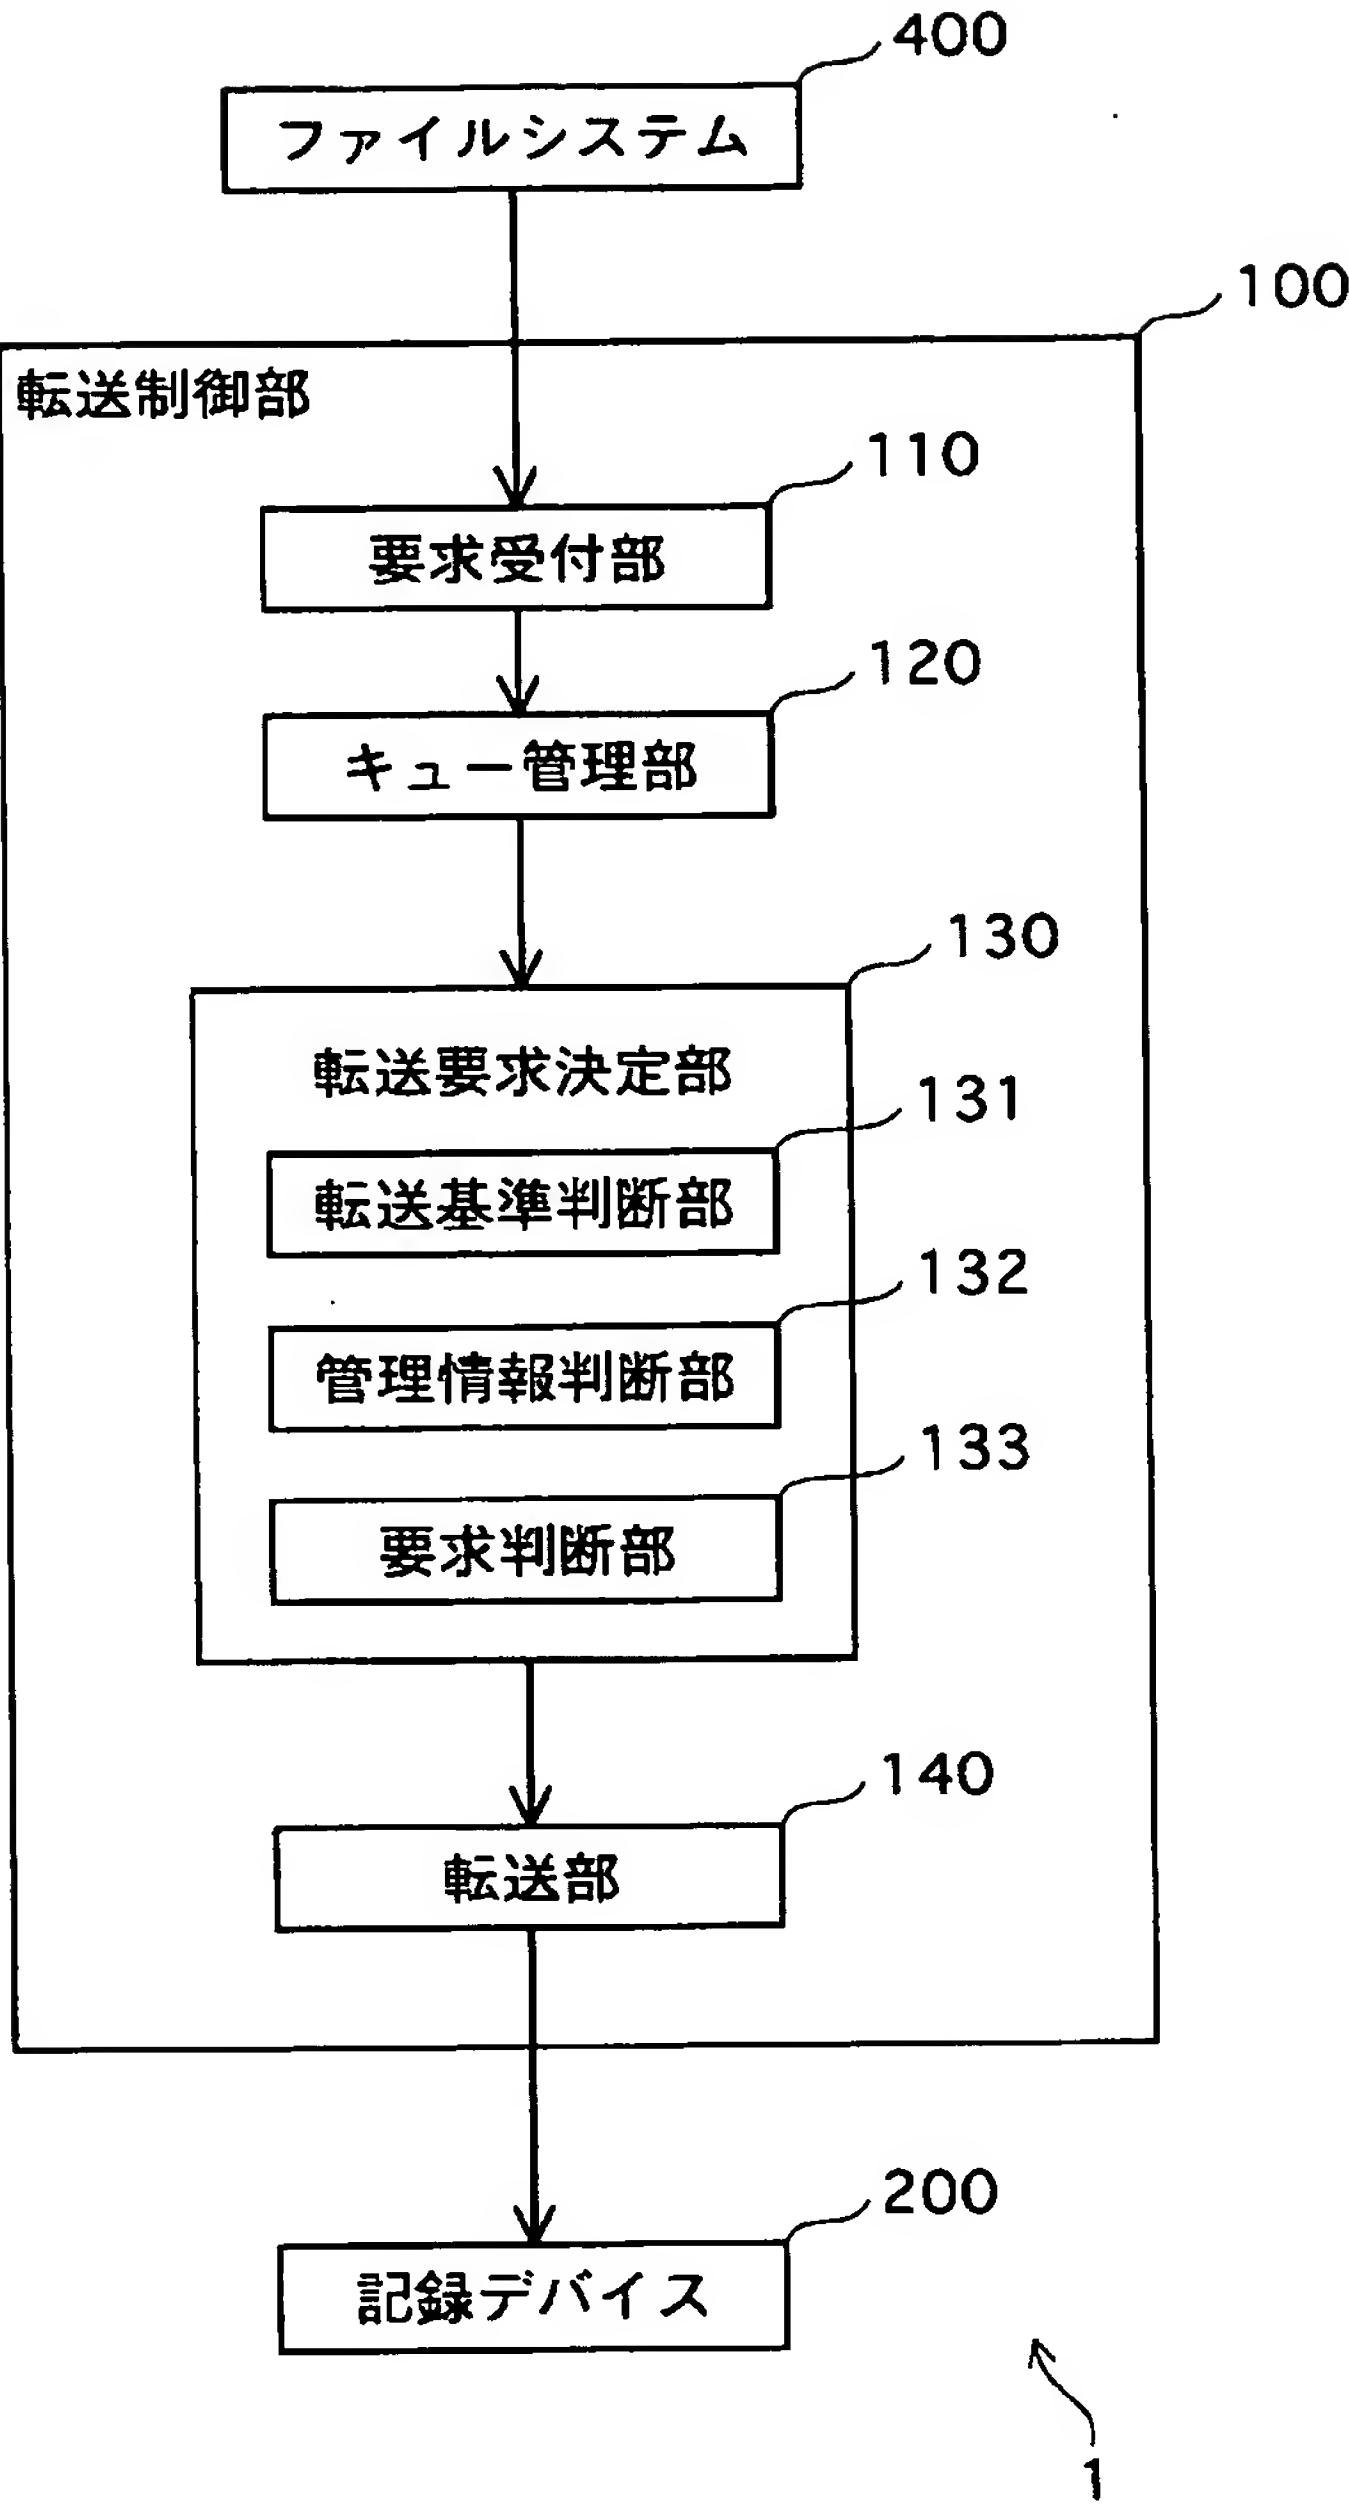 400
ファイルシステム
100
転送制御部
110
要求受付部
120
キュー管理部
130
転送要求決定部
131
転送基準判断部
132
管理情報判断部
133
要求判断部
140
転送部
200
記録デバイス
1